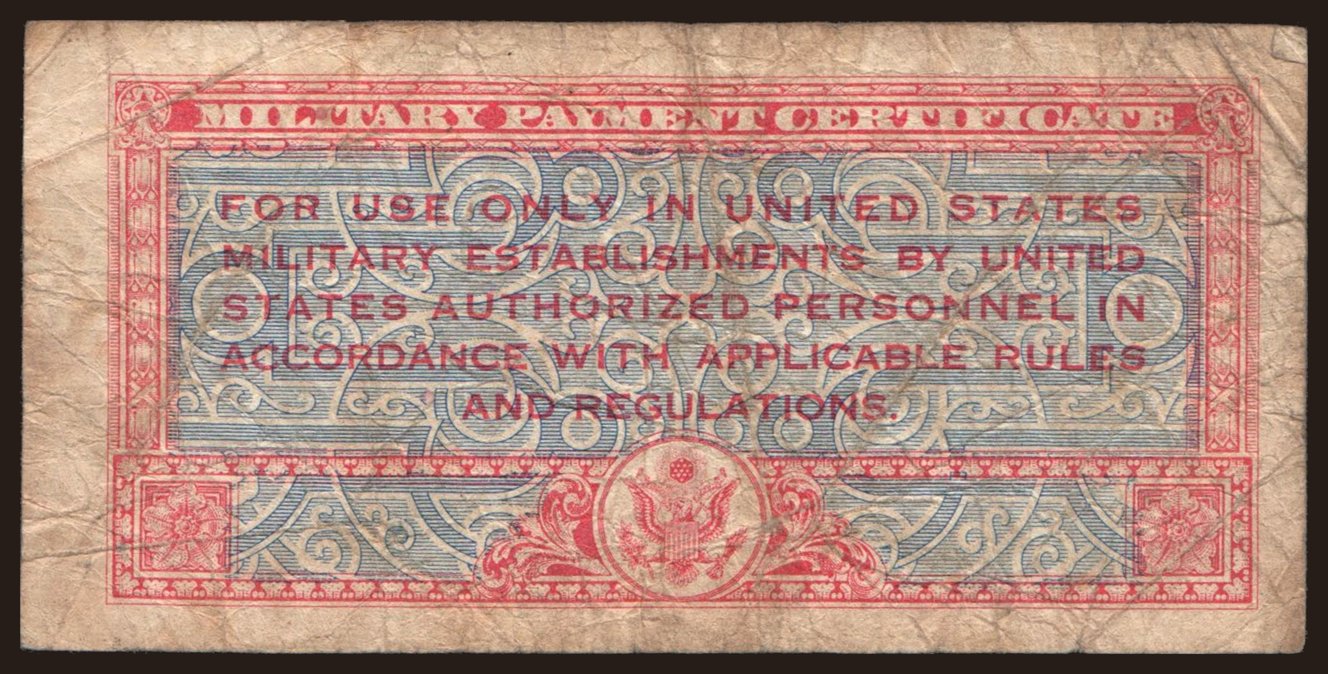 MILITARY PAYMENT CERTIFICATE
FOR USE ONLY IN UNITED STATES
MILITARY ESTABLISHMENTS BY UNITED
STATES AUTHORIZED PERSONNEL IN
ACCORDANCE WITH APPLICABLE RULES
AND REGULATIONS.